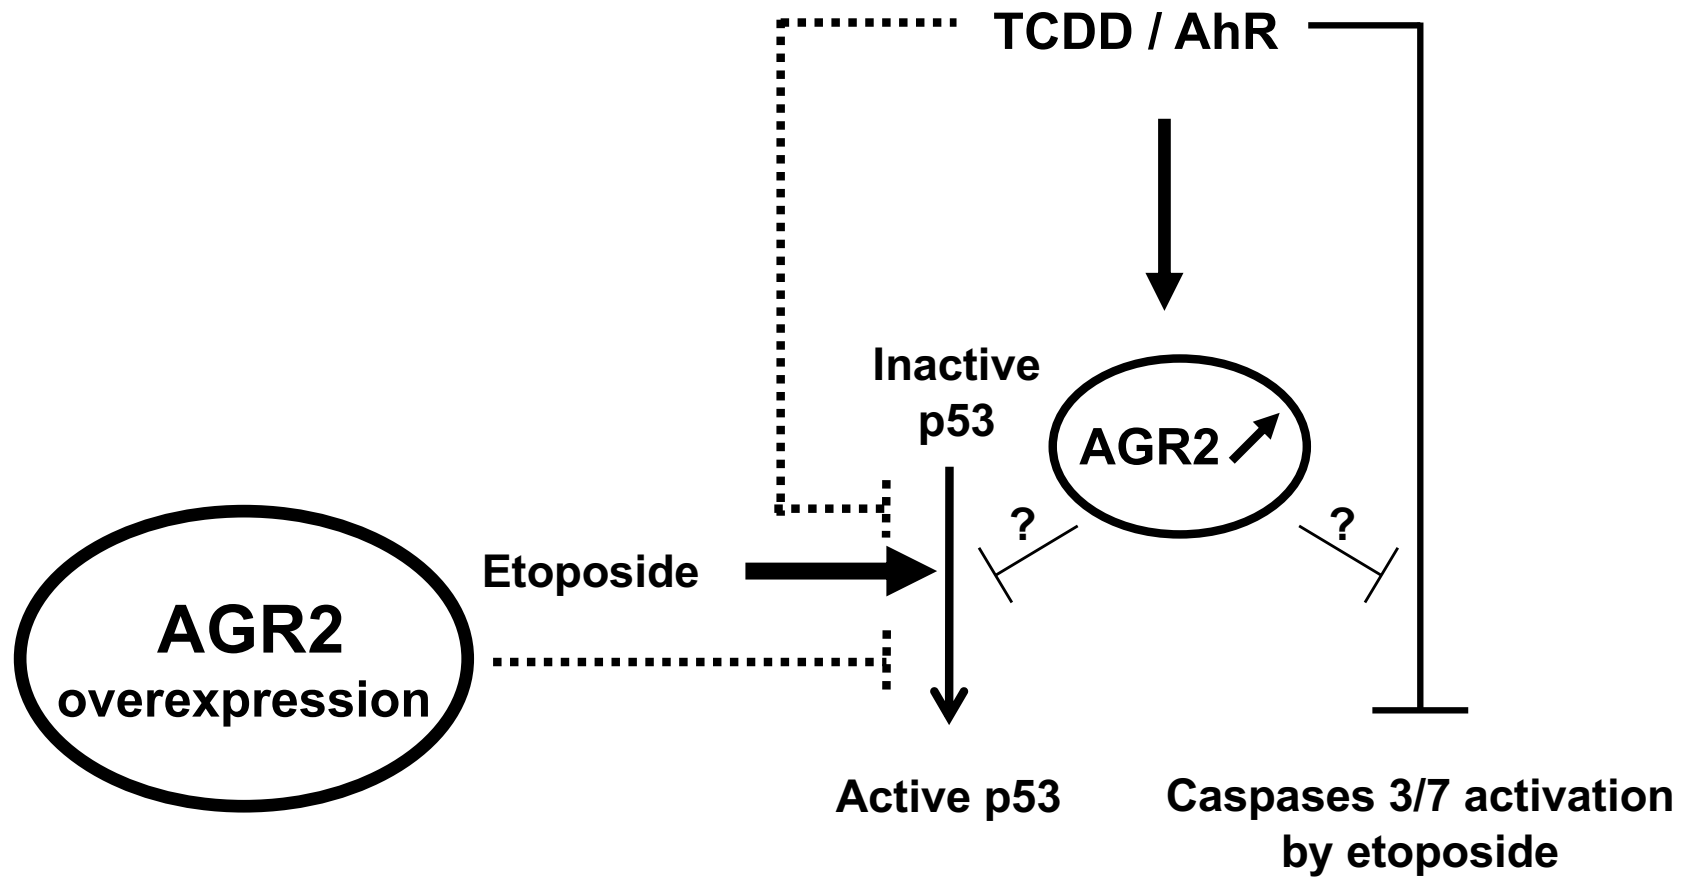 TCDD / AhR
Inactive
p53
AGR2
?
?
Etoposide
AGR2
overexpression
Active p53
Caspases 3/7 activation
by etoposide